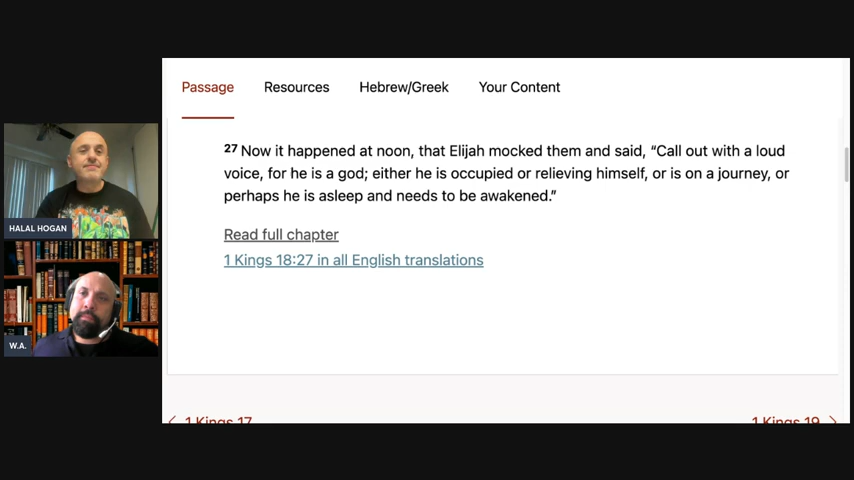 Passage Resources Hebrew/Greek Your Content
27 Now it happened at noon, that Elijah mocked them and said, “Call out with a loud
voice, for he is a god; either he is occupied or relieving himself, or is on a journey, or
perhaps he is asleep and needs to be awakened.”
Read full chapter
1 Kings 18:27 in all English translations
1 Kings 17 1 Kings 19
HALAL HOGAN
W.A.